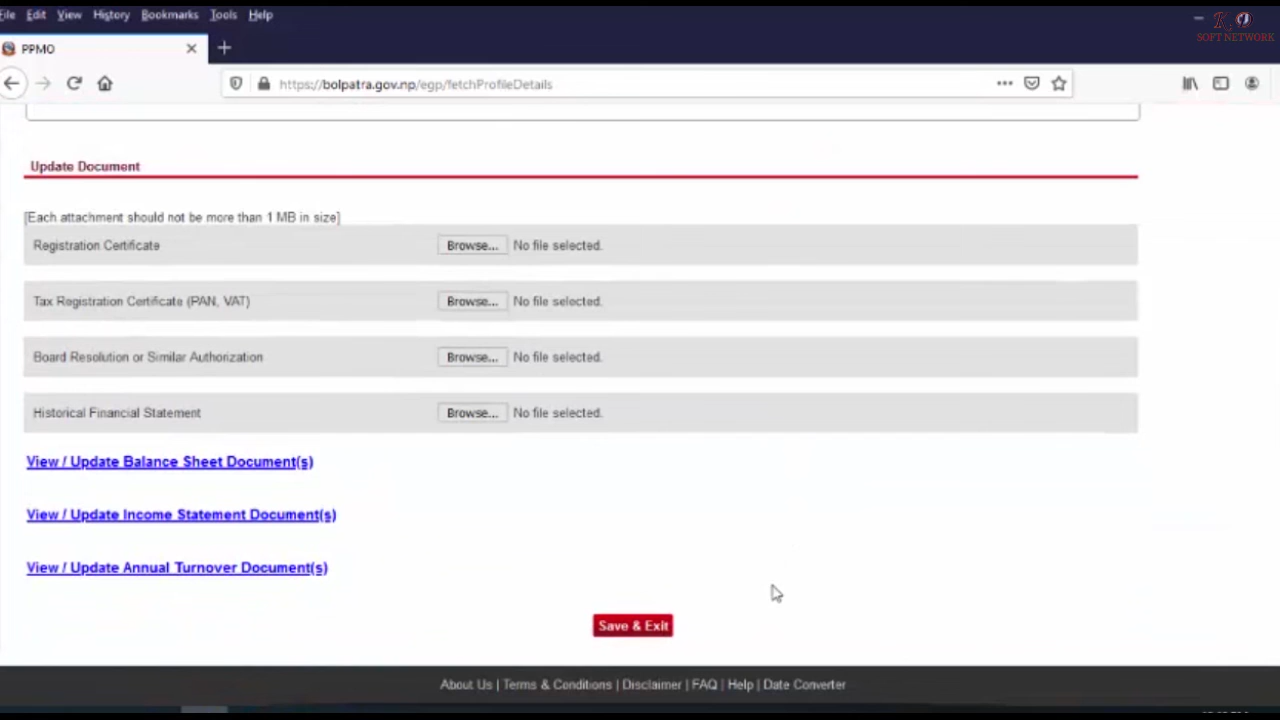 File Edit View History Bookmarks Tools Help
SOFT NETWORK
PPMO
https://bolpatra.gov.np/egp/fetchProfileDetails
Update Document
[Each attachment should not be more than 1 MB in size]
Registration Certificate Browse... No file selected.
Tax Registration Certificate (PAN, VAT) Browse... No file selected.
Board Resolution or Similar Authorization Browse... No file selected.
Historical Financial Statement Browse... No file selected.
View / Update Balance Sheet Document(s)
View / Update Income Statement Document(s)
View / Update Annual Turnover Document(s)
Save & Exit
About Us | Terms & Conditions | Disclaimer | FAQ | Help | Date Converter